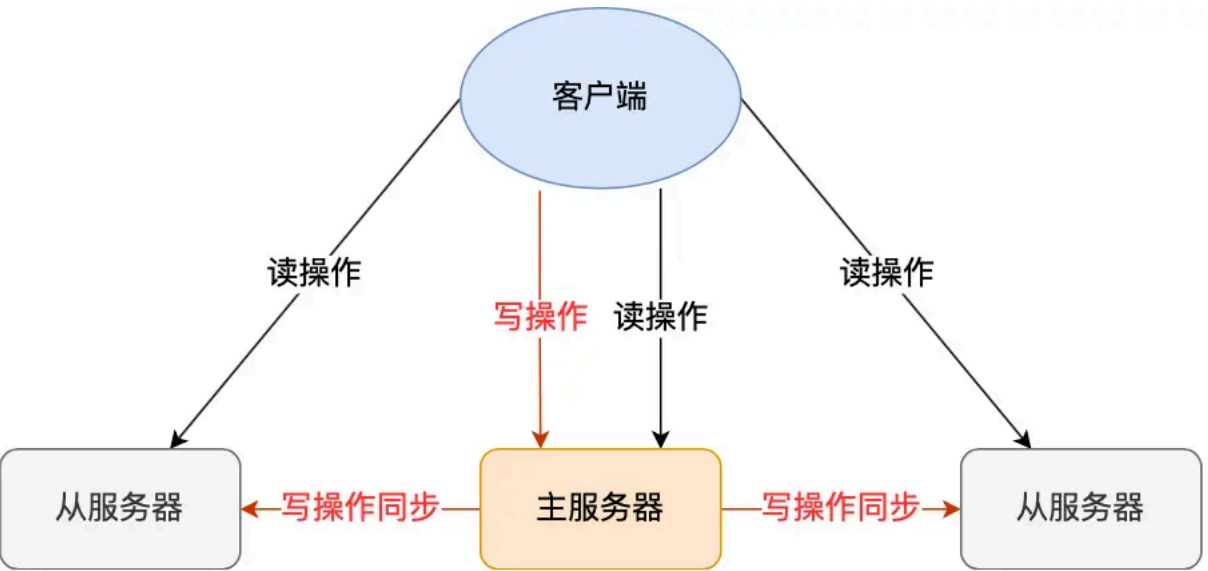 客户端
读操作
读操作
写操作
读操作
从服务器
写操作同步
主服务器
写操作同步
从服务器